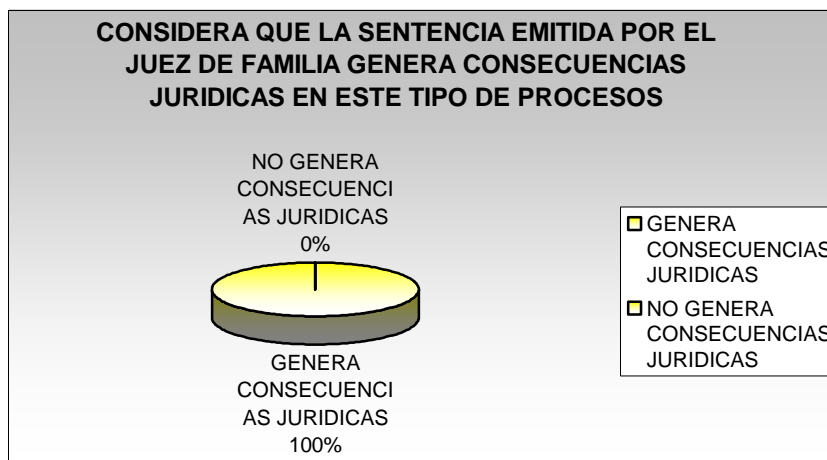 CONSIDERA QUE LA SENTENCIA EMITIDA POR EL
JUEZ DE FAMILIA GENERA CONSECUENCIAS
JURIDICAS EN ESTE TIPO DE PROCESOS
NO GENERA
CONSECUENCI
AS JURIDICAS
0%
GENERA
CONSECUENCI
AS JURIDICAS
100%
GENERA
CONSECUENCIAS
JURIDICAS
NO GENERA
CONSECUENCIAS
JURIDICAS